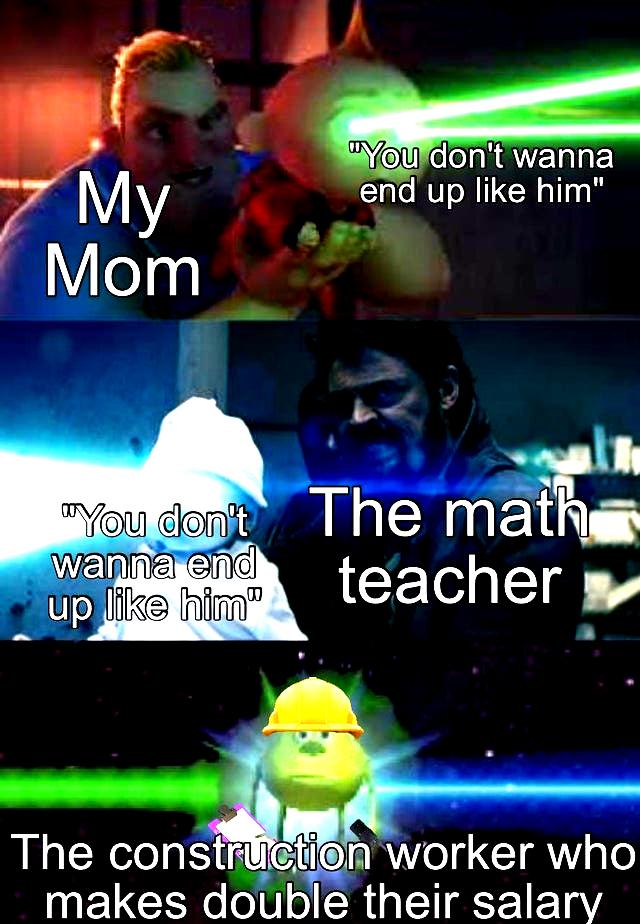 "You don't wanna
end up like him"
My
Mom
"You don't
wanna end
up like him"
The math
teacher
The construction worker who
makes double their salary